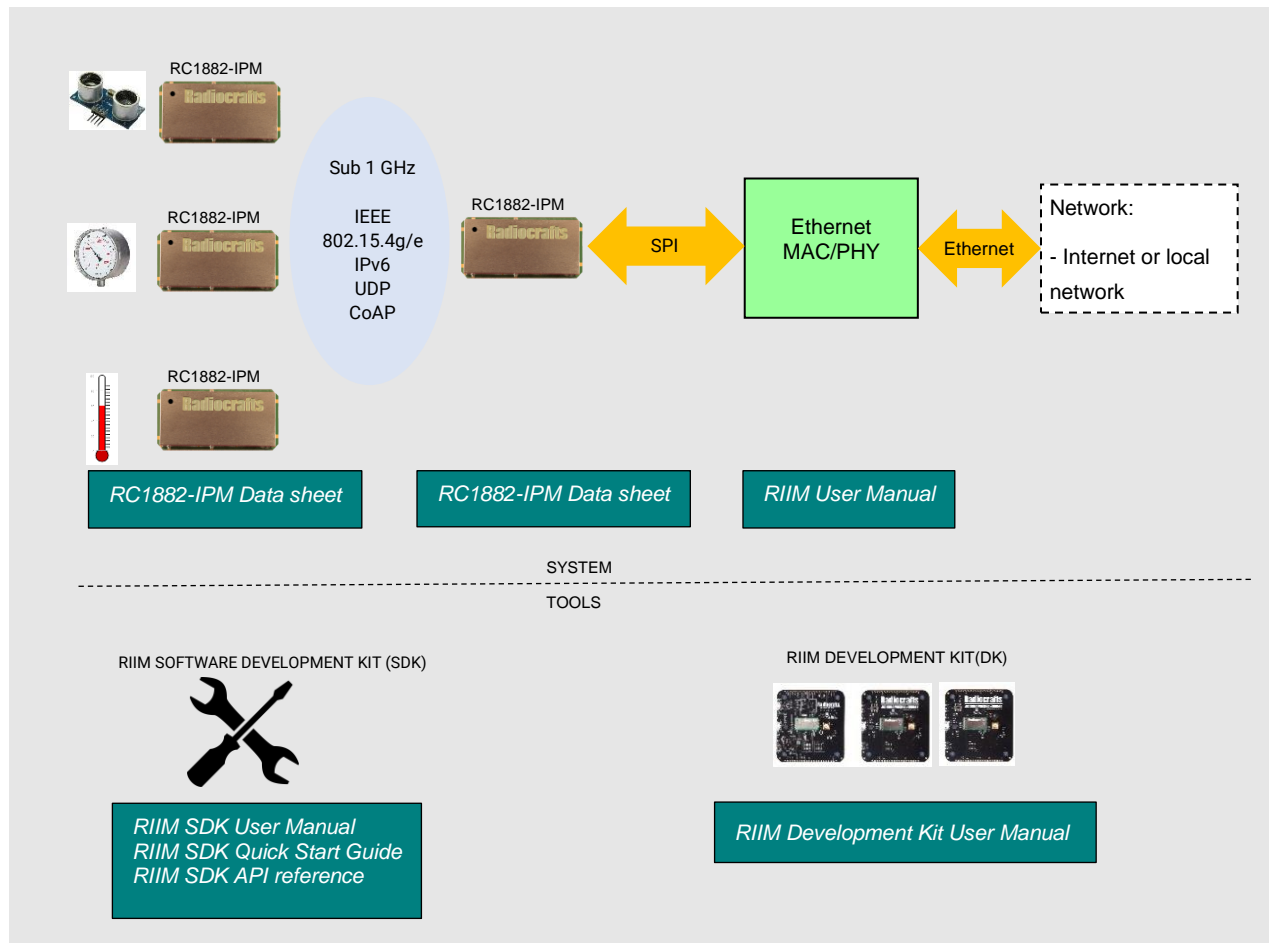 RC1882-IPM
Radiocrafts
Sub 1 GHz
IEEE
802.15.4g/e
IPv6
UDP
CoAP
RC1882-IPM
Radiocrafts
RC1882-IPM
Radiocrafts
SPI
Ethernet
MAC/PHY
Ethernet
Network:
- Internet or local
network
RC1882-IPM
Radiocrafts
RC1882-IPM Data sheet
RC1882-IPM Data sheet
RIIM User Manual
SYSTEM
TOOLS
RIIM SOFTWARE DEVELOPMENT KIT (SDK)
RIIM DEVELOPMENT KIT(DK)
Radiocrafts
Radiocrafts
RIIM SDK User Manual
RIIM SDK Quick Start Guide
RIIM SDK API reference
RIIM Development Kit User Manual